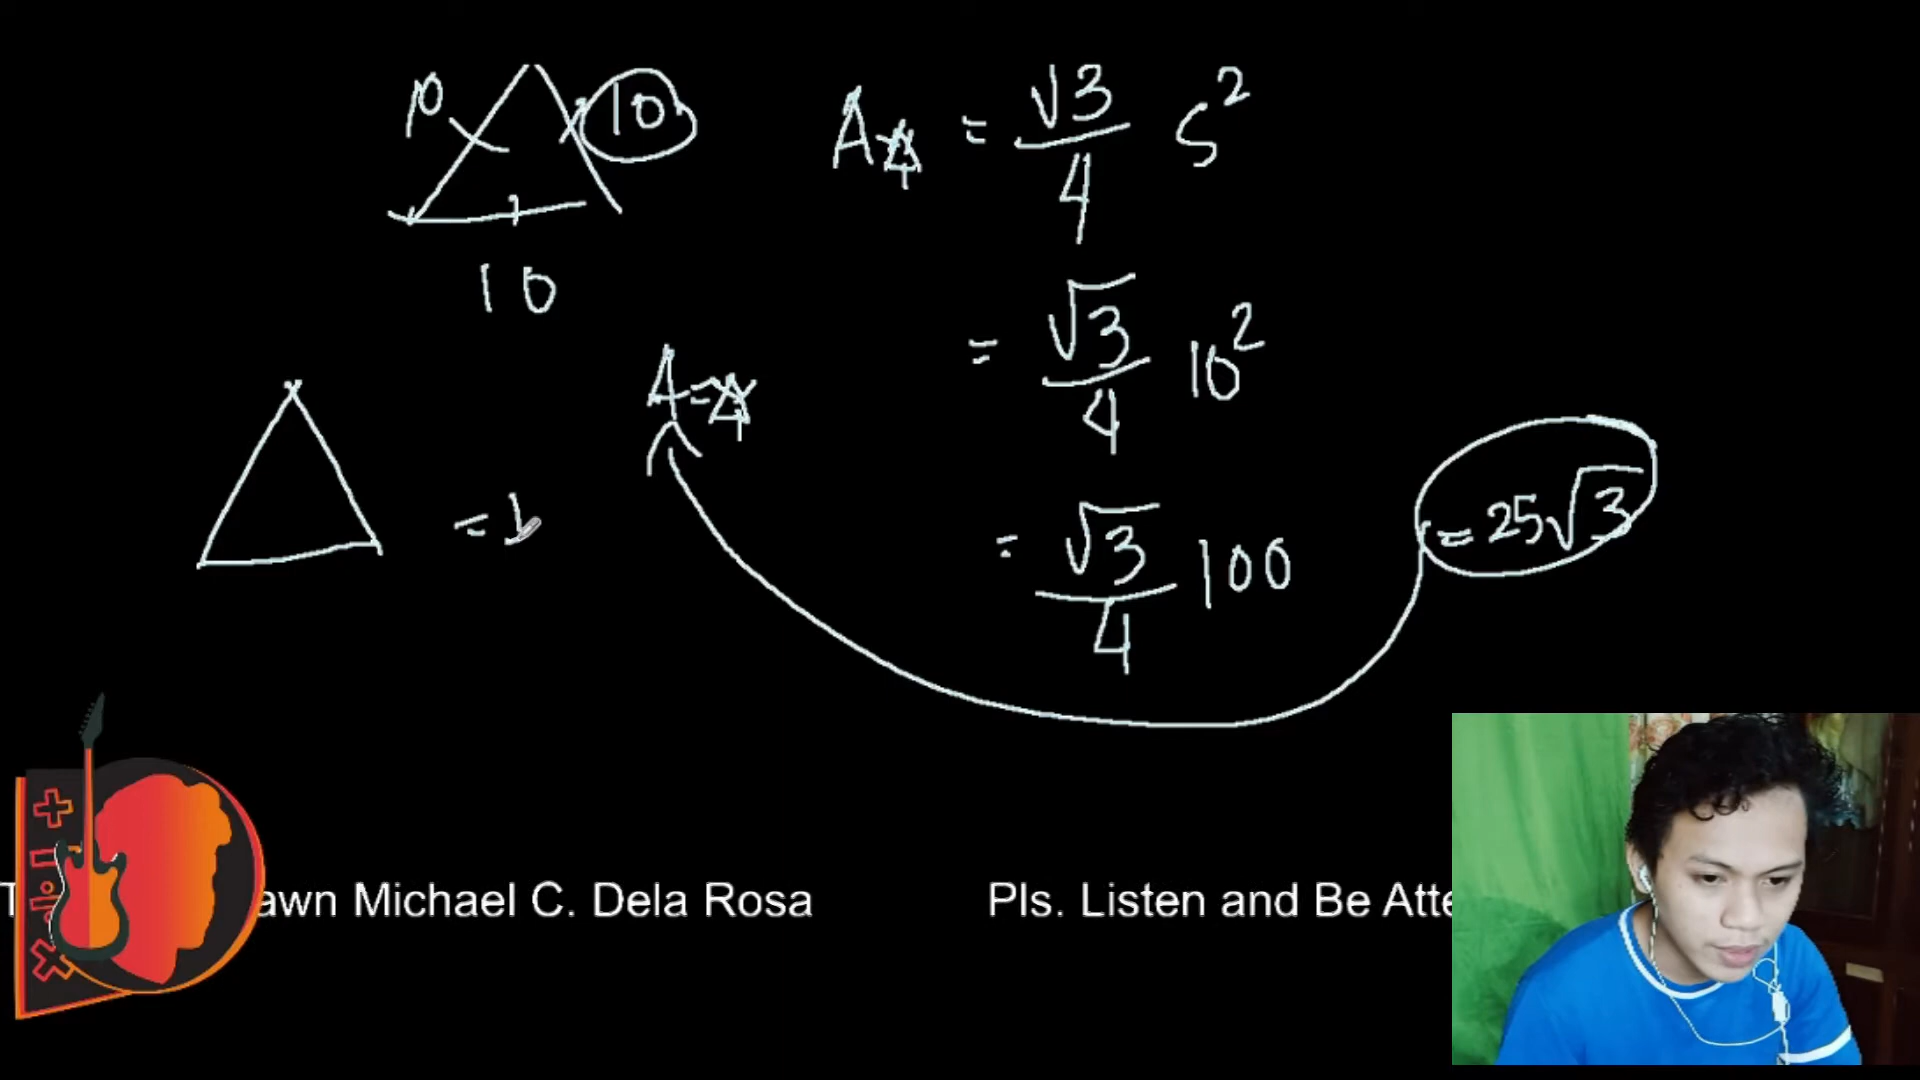 10 10
10
A = √3/4 S²
= √3/4 10²
A =
= √3/4 100
= 25√3
=
awn Michael C. Dela Rosa Pls. Listen and Be Atte